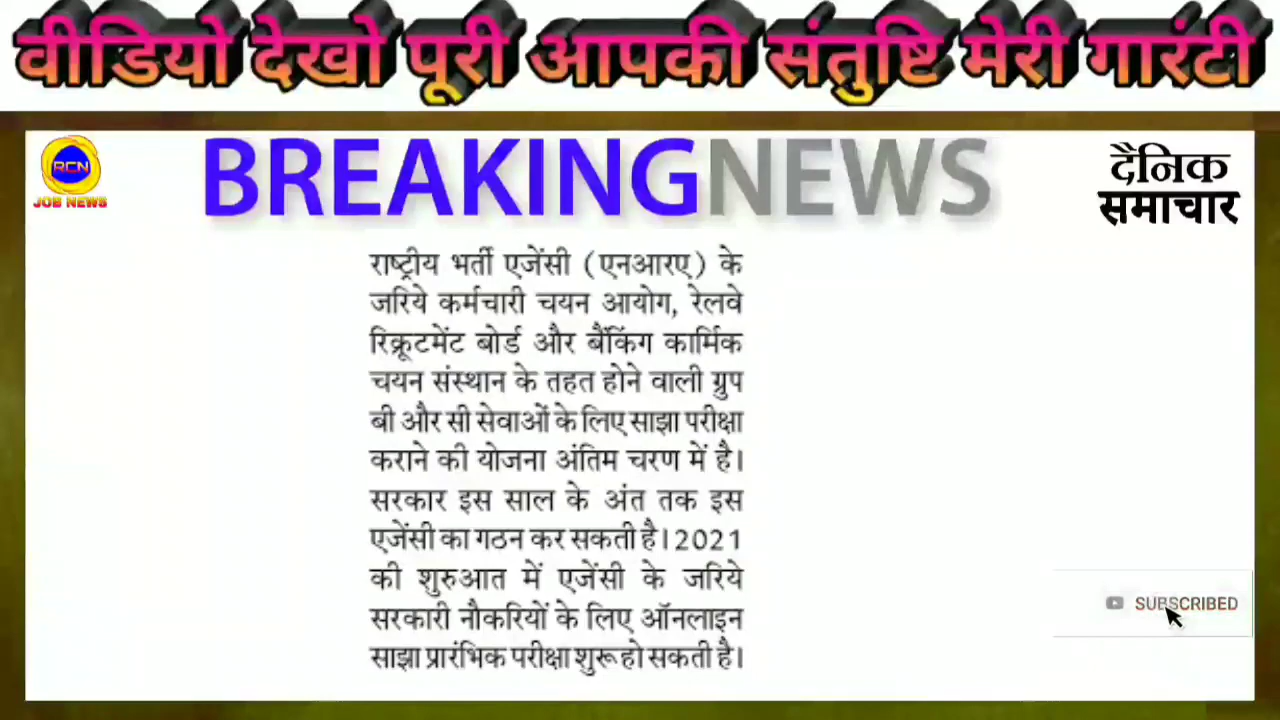 वीडियो देखो पूरी आपकी संतुष्टि मेरी गारंटी
RCN
JOB NEWS
BREAKINGNEWS
दैनिक
समाचार
राष्ट्रीय भर्ती एजेंसी (एनआरए) के
जरिये कर्मचारी चयन आयोग, रेलवे
रिक्रूटमेंट बोर्ड और बैंकिंग कार्मिक
चयन संस्थान के तहत होने वाली ग्रुप
बी और सी सेवाओं के लिए साझा परीक्षा
कराने की योजना अंतिम चरण में है।
सरकार इस साल के अंत तक इस
एजेंसी का गठन कर सकती है। 2021
की शुरुआत में एजेंसी के जरिये
सरकारी नौकरियों के लिए ऑनलाइन
साझा प्रारंभिक परीक्षा शुरू हो सकती है।
SUBSCRIBED